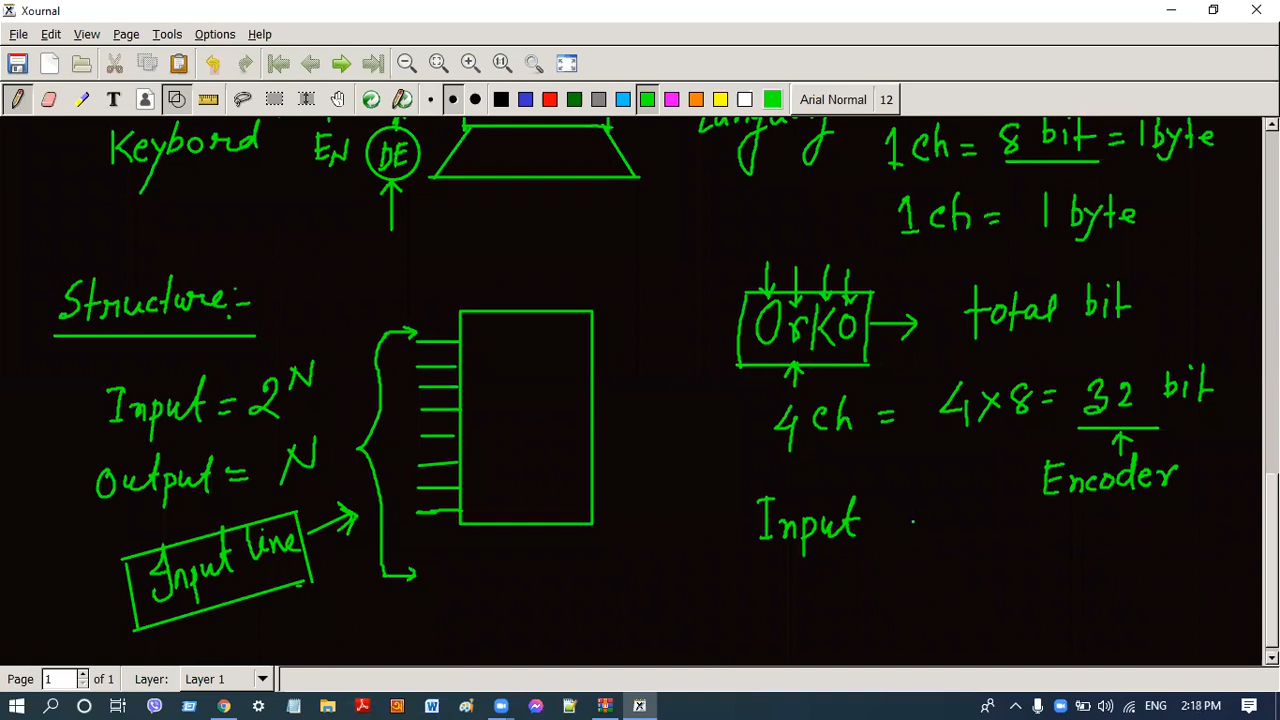 Xournal
File Edit View Page Tools Options Help
Arial Normal 12
Keybord
EN
DE
1 ch = 8 bit = 1 byte
1 ch = 1 byte
Structure:-
Input = 2^N
Output = N
Input line
OrKO
total bit
4 ch = 4 x 8 = 32 bit
Encoder
Input
Page 1 of 1 Layer: Layer 1
ENG 2:18 PM